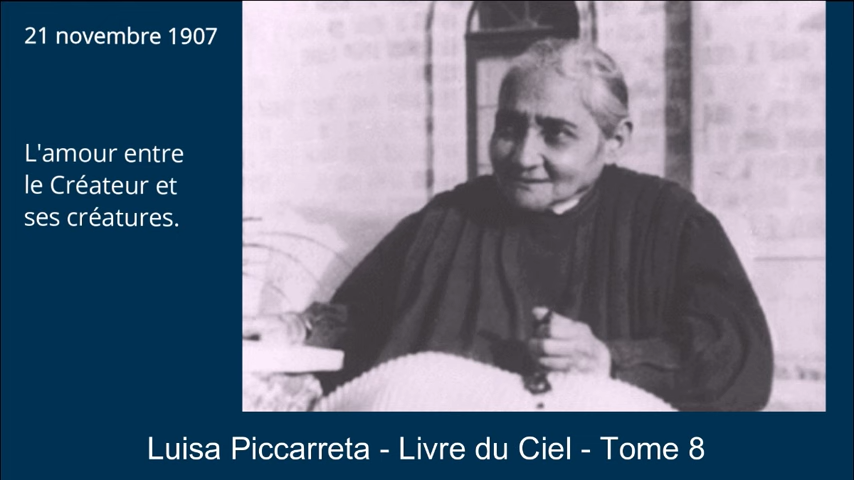 21 novembre 1907
L'amour entre
le Créateur et
ses créatures.
Luisa Piccarreta - Livre du Ciel - Tome 8